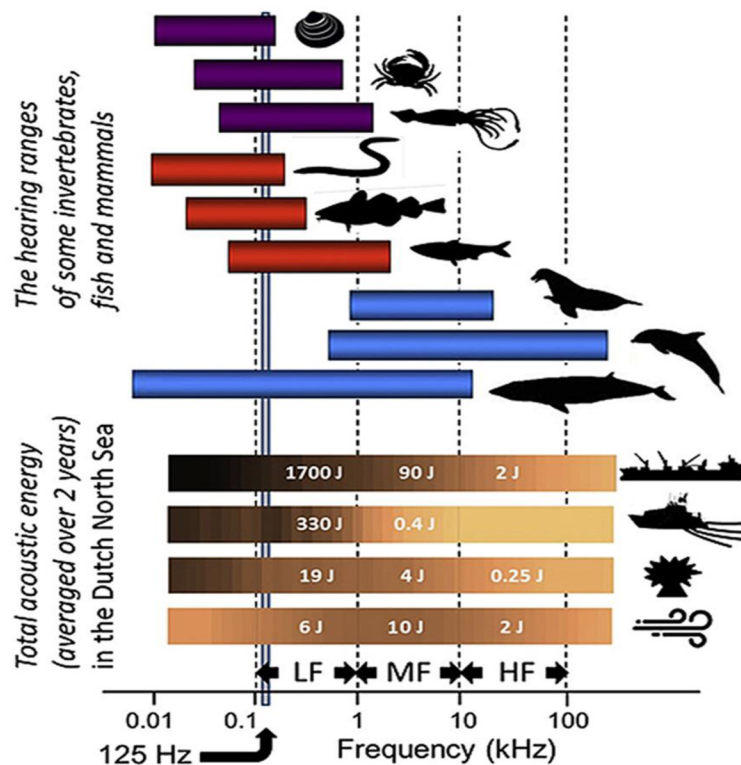 The hearing ranges
of some invertebrates,
fish and mammals
Total acoustic energy
(averaged over 2 years)
in the Dutch North Sea
1700 J 90 J 2 J
330 J 0.4 J
19 J 4 J 0.25 J
6 J 10 J 2 J
LF MF HF
0.01 0.1 1 10 100
125 Hz Frequency (kHz)